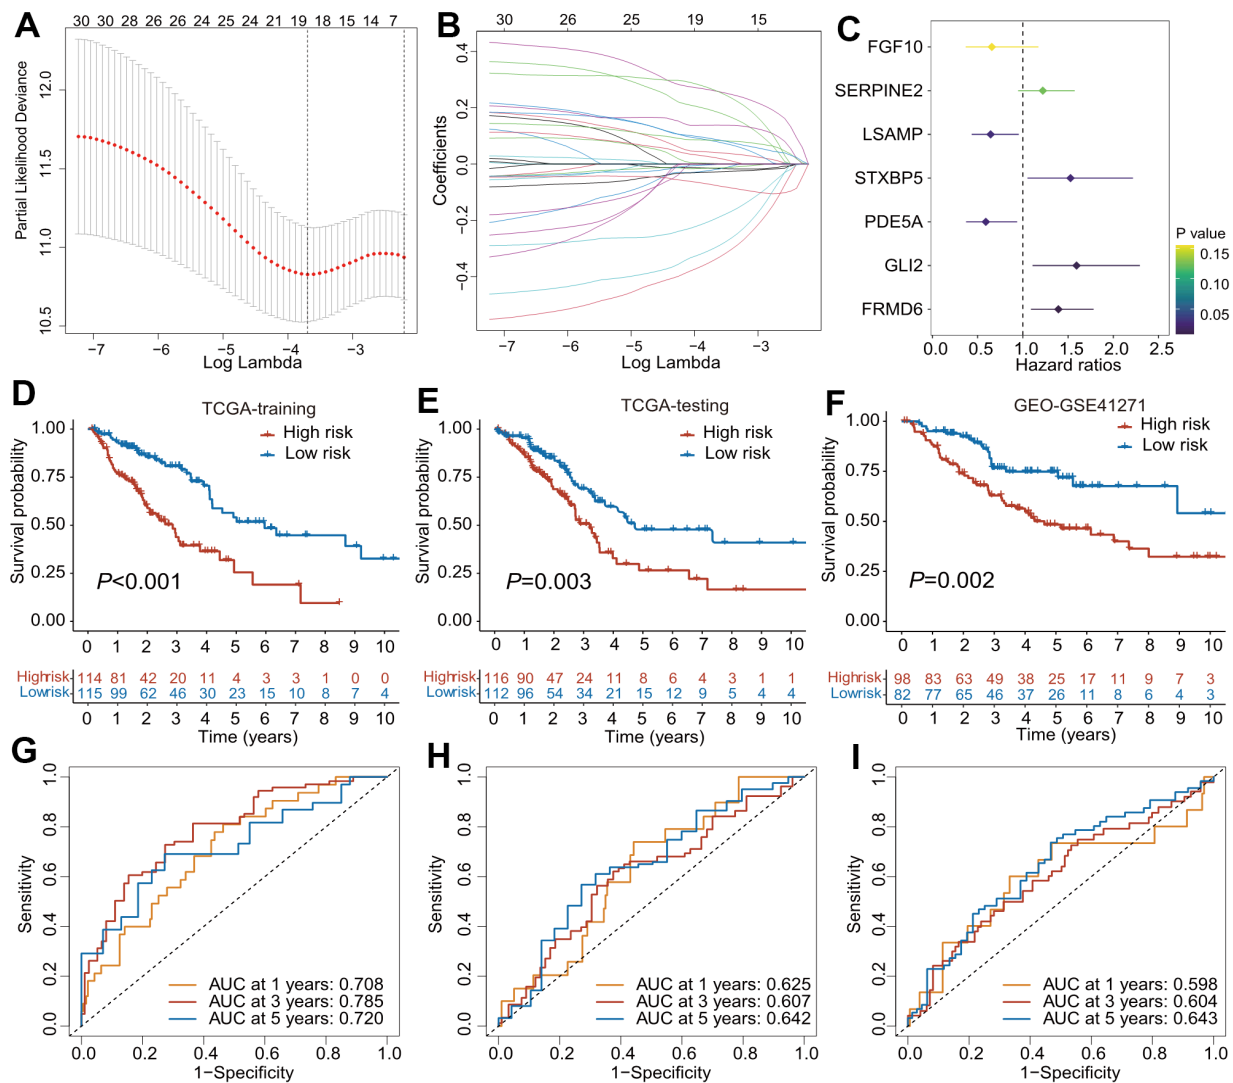 A
30 30 28 26 26 24 25 24 21 19 18 15 14 7
Partial Likelihood Deviance
12.0
11.5
11.0
10.5
−7 −6 −5 −4 −3
Log Lambda
B
30 26 25 19 15
Coefficients
0.4
0.2
0.0
−0.2
−0.4
−7 −6 −5 −4 −3
Log Lambda
C
FGF10
SERPINE2
LSAMP
STXBP5
PDE5A
GLI2
FRMD6
0.0 0.5 1.0 1.5 2.0 2.5
Hazard ratios
P value
0.15
0.10
0.05
D
TCGA-training
High risk
Low risk
Survival probability
1.00
0.75
0.50
0.25
0.00
P<0.001
0 1 2 3 4 5 6 7 8 9 10
Highrisk 114 81 42 20 11 4 3 3 1 0 0
Lowrisk 115 99 62 46 30 23 15 10 8 7 4
0 1 2 3 4 5 6 7 8 9 10
Time (years)
E
TCGA-testing
High risk
Low risk
Survival probability
1.00
0.75
0.50
0.25
0.00
P=0.003
0 1 2 3 4 5 6 7 8 9 10
Highrisk 116 90 47 24 11 8 6 4 3 1 1
Lowrisk 112 96 54 34 21 15 12 9 5 4 4
0 1 2 3 4 5 6 7 8 9 10
Time (years)
F
GEO-GSE41271
High risk
Low risk
Survival probability
1.00
0.75
0.50
0.25
0.00
P=0.002
0 1 2 3 4 5 6 7 8 9 10
Highrisk 98 83 63 49 38 25 17 11 9 7 3
Lowrisk 82 77 65 46 37 26 11 8 6 4 3
0 1 2 3 4 5 6 7 8 9 10
Time (years)
G
Sensitivity
1.0
0.8
0.6
0.4
0.2
0.0
AUC at 1 years: 0.708
AUC at 3 years: 0.785
AUC at 5 years: 0.720
0.0 0.2 0.4 0.6 0.8 1.0
1-Specificity
H
Sensitivity
1.0
0.8
0.6
0.4
0.2
0.0
AUC at 1 years: 0.625
AUC at 3 years: 0.607
AUC at 5 years: 0.642
0.0 0.2 0.4 0.6 0.8 1.0
1-Specificity
I
Sensitivity
1.0
0.8
0.6
0.4
0.2
0.0
AUC at 1 years: 0.598
AUC at 3 years: 0.604
AUC at 5 years: 0.643
0.0 0.2 0.4 0.6 0.8 1.0
1-Specificity